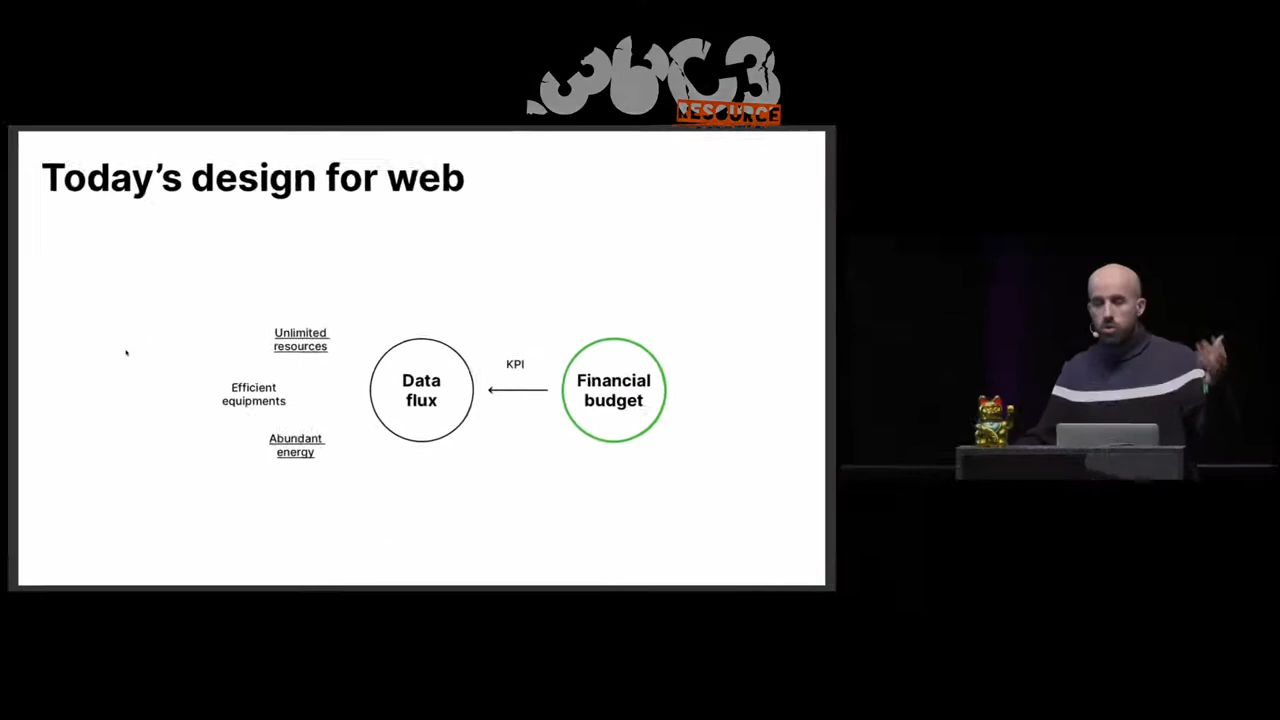 36C3
RESOURCE
Today's design for web
Unlimited
resources
Efficient
equipments
Abundant
energy
Data
flux
KPI
Financial
budget